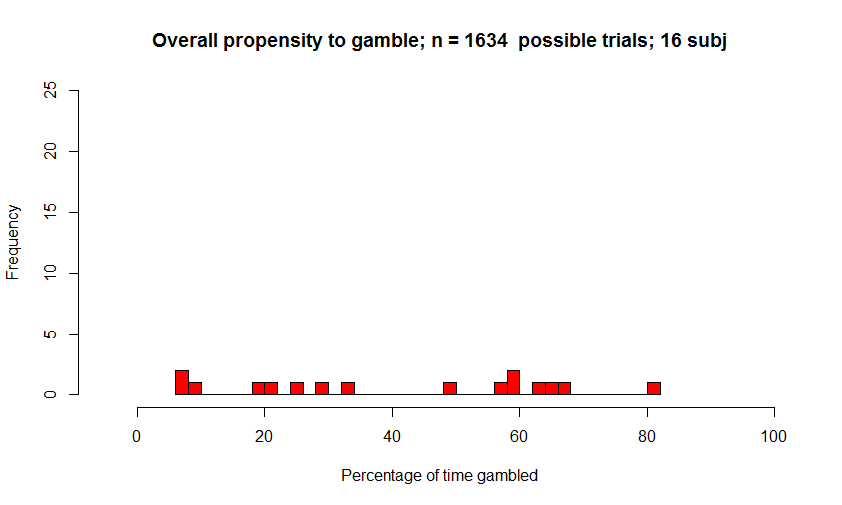 Overall propensity to gamble; n = 1634  possible trials; 16 subj
25
20
15
10
5
0
Frequency
0 20 40 60 80 100
Percentage of time gambled